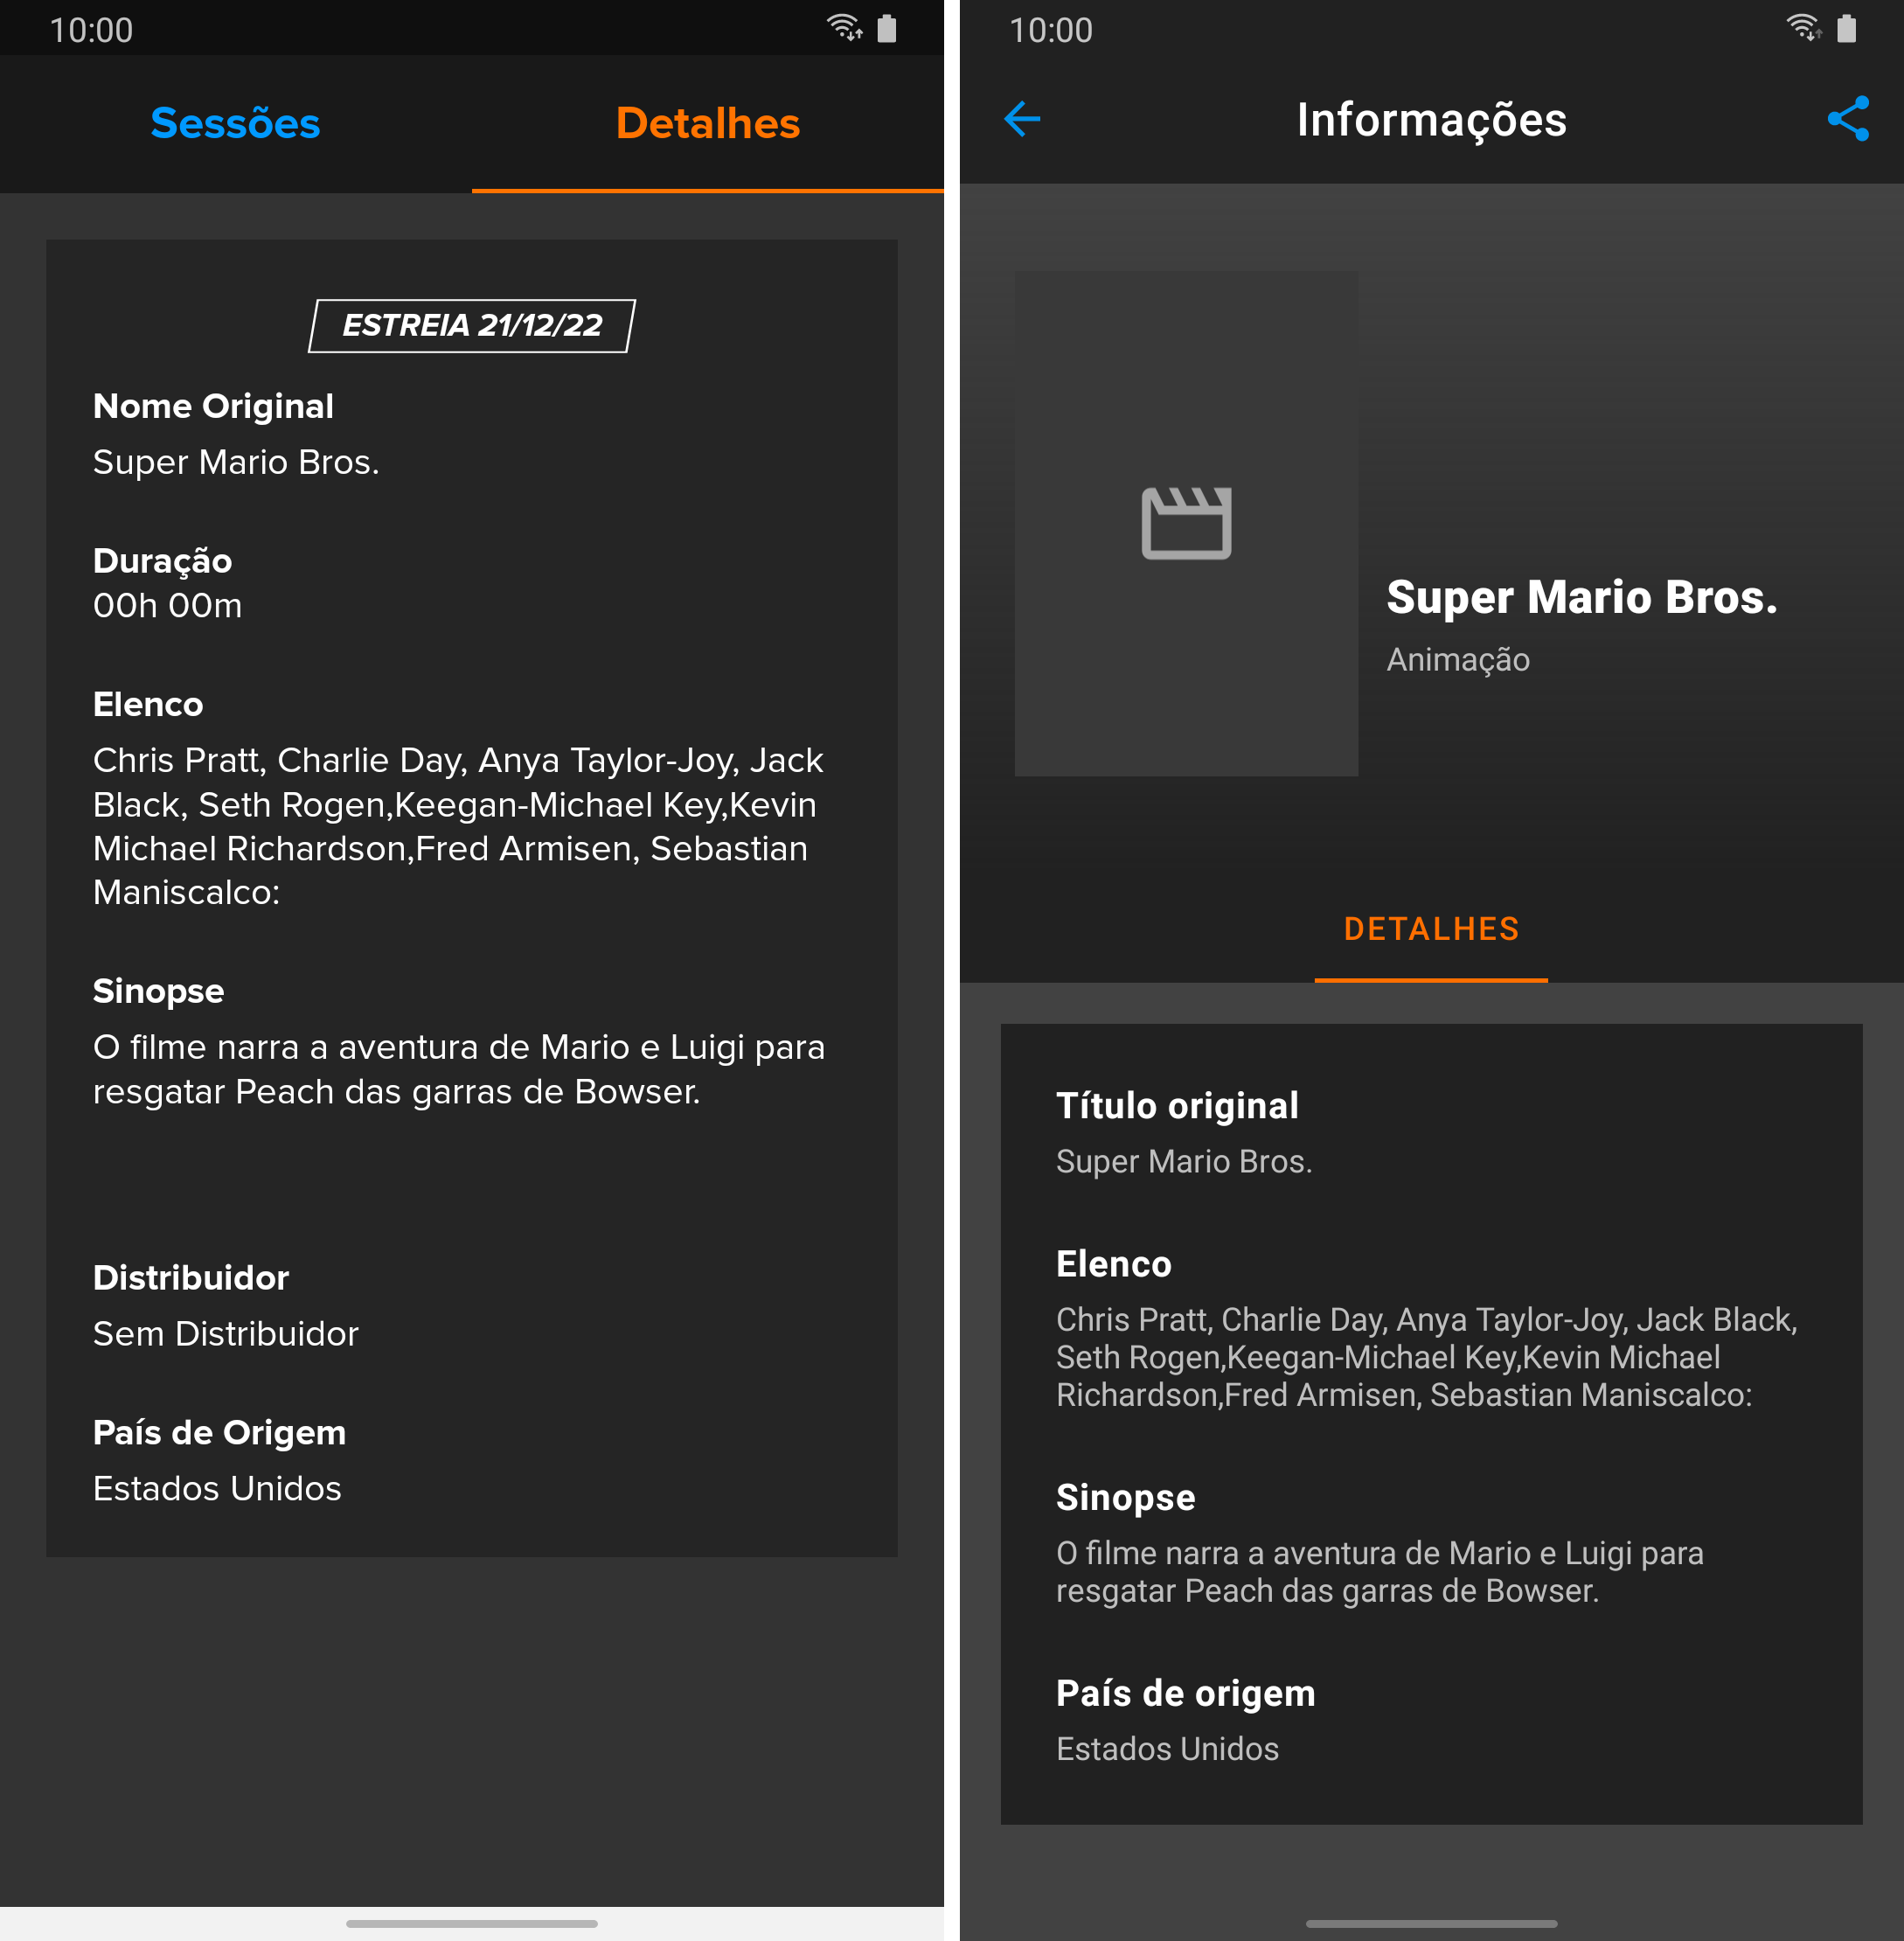 10:00
Sessões
Detalhes
ESTREIA 21/12/22
Nome Original
Super Mario Bros.
Duração
00h 00m
Elenco
Chris Pratt, Charlie Day, Anya Taylor-Joy, Jack
Black, Seth Rogen,Keegan-Michael Key,Kevin
Michael Richardson,Fred Armisen, Sebastian
Maniscalco:
Sinopse
O filme narra a aventura de Mario e Luigi para
resgatar Peach das garras de Bowser.
Distribuidor
Sem Distribuidor
País de Origem
Estados Unidos
10:00
Informações
Super Mario Bros.
Animação
DETALHES
Título original
Super Mario Bros.
Elenco
Chris Pratt, Charlie Day, Anya Taylor-Joy, Jack Black,
Seth Rogen,Keegan-Michael Key,Kevin Michael
Richardson,Fred Armisen, Sebastian Maniscalco:
Sinopse
O filme narra a aventura de Mario e Luigi para
resgatar Peach das garras de Bowser.
País de origem
Estados Unidos